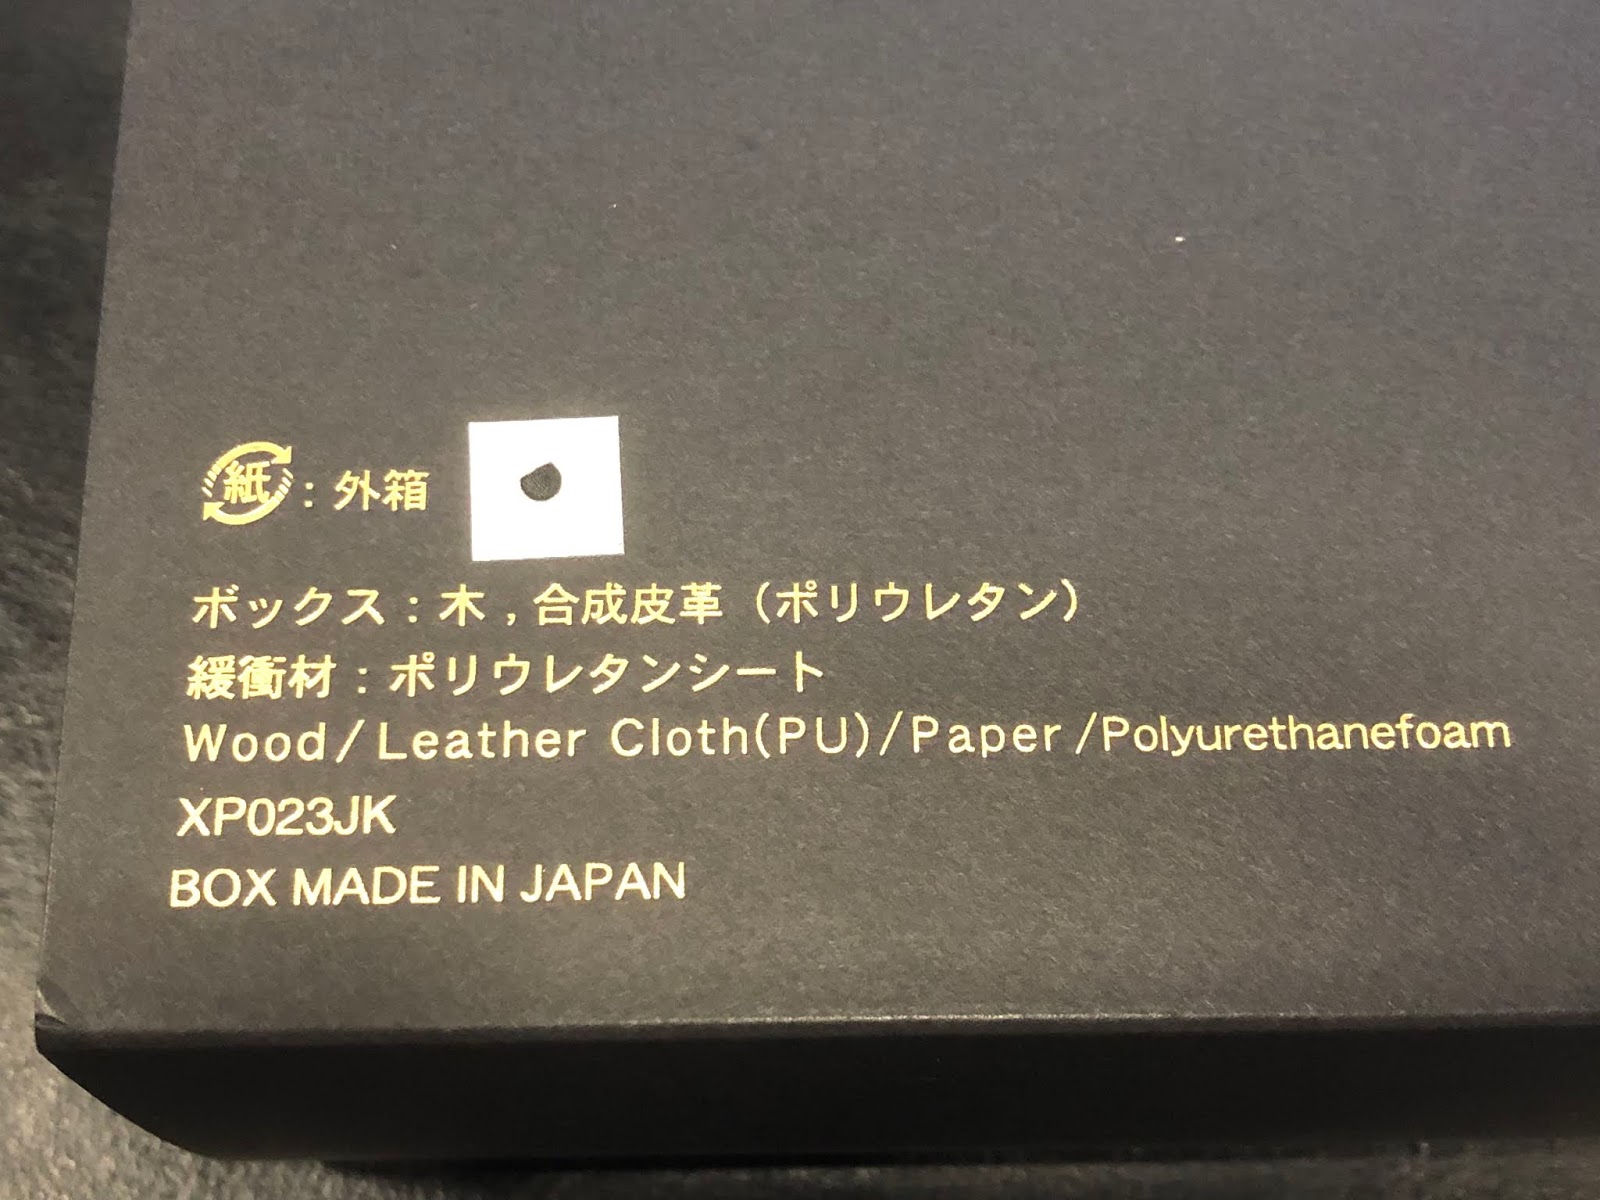 紙:外箱
ボックス:木,合成皮革(ポリウレタン)
緩衝材:ポリウレタンシート
Wood/Leather Cloth(PU)/Paper/Polyurethanefoam
XP023JK
BOX MADE IN JAPAN